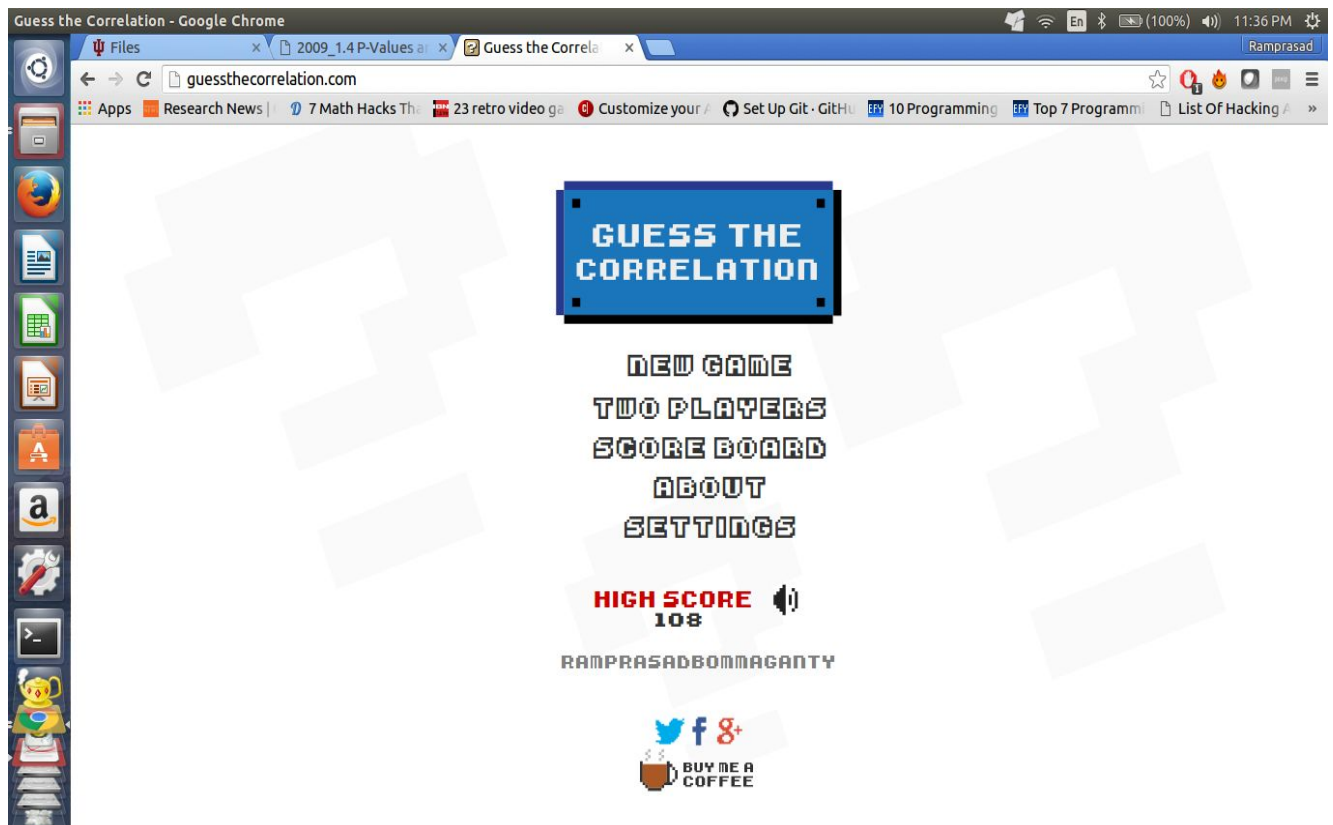 Guess the Correlation - Google Chrome
En (100%) 11:36 PM
Files 2009_1.4 P-Values a Guess the Correla Ramprasad
guessthecorrelation.com
Apps Research News | 7 Math Hacks Tha 23 retro video ga Customize your A Set Up Git · GitHu 10 Programming Top 7 Programmi List Of Hacking A »
GUESS THE
CORRELATION
NEW GAME
TWO PLAYERS
SCORE BOARD
ABOUT
SETTINGS
HIGH SCORE
108
RAMPRASADBOMMAGANTY
BUY ME A
COFFEE